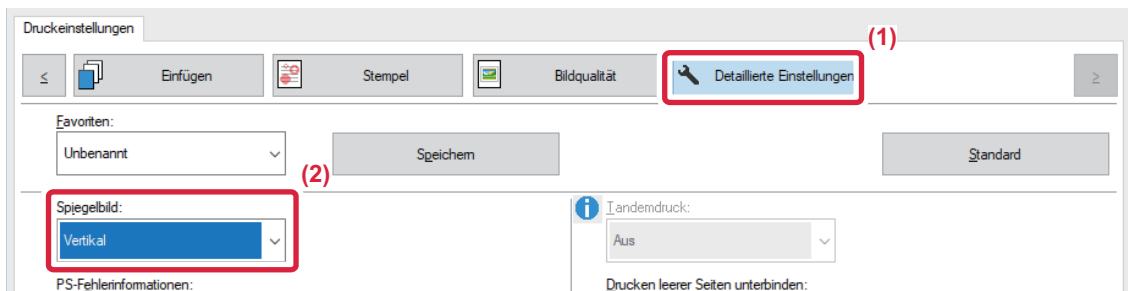 Druckeinstellungen
(1)
≤ Einfügen Stempel Bildqualität Detaillierte Einstellungen ≥
Favoriten:
Unbenannt Speichern Standard
(2)
Spiegelbild: Tandemdruck:
Vertikal Aus
PS-Fehlerinformationen: Drucken leerer Seiten unterbinden: